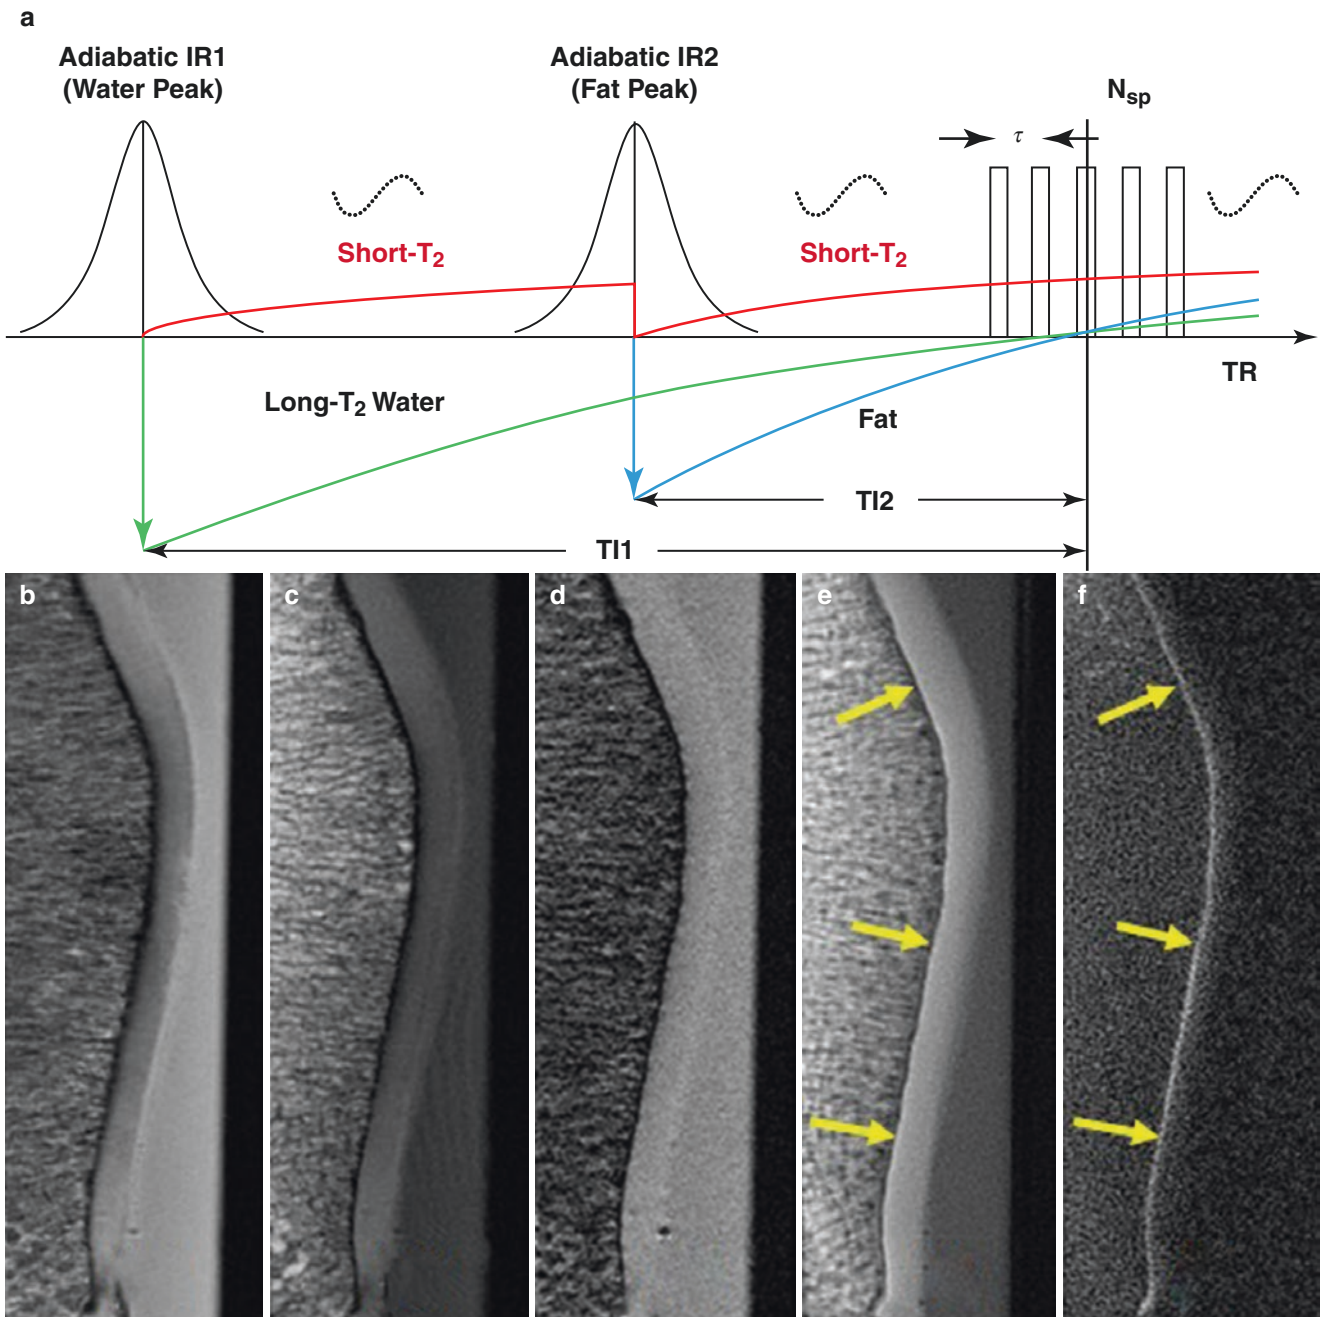 a
Adiabatic IR1
(Water Peak)
Adiabatic IR2
(Fat Peak)
Nsp
τ
Short-T2
Short-T2
TR
Long-T2 Water
Fat
TI2
TI1
b
c
d
e
f